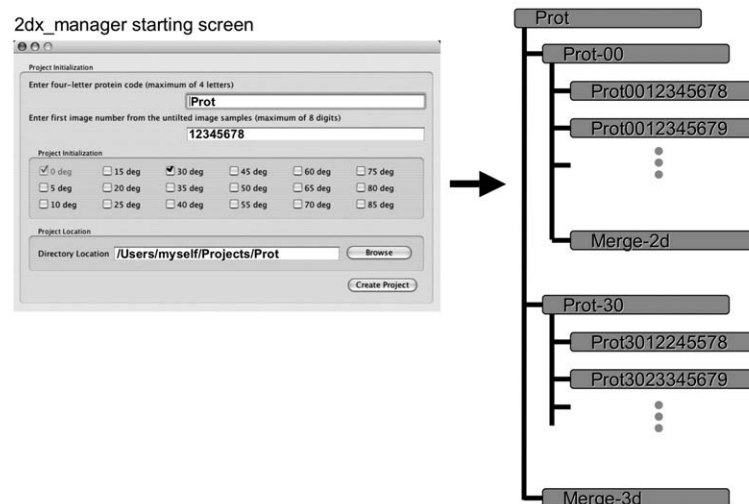 2dx_manager starting screen
Project Initialization
Enter four-letter protein code (maximum of 4 letters)
Prot
Enter first image number from the untilted image samples (maximum of 8 digits)
12345678
Project Initialization
0 deg 15 deg 30 deg 45 deg 60 deg 75 deg
5 deg 20 deg 35 deg 50 deg 65 deg 80 deg
10 deg 25 deg 40 deg 55 deg 70 deg 85 deg
Project Location
Directory Location /Users/myself/Projects/Prot Browse
Create Project
Prot
Prot-00
Prot0012345678
Prot0012345679
Merge-2d
Prot-30
Prot3012245578
Prot3023345679
Merge-3d